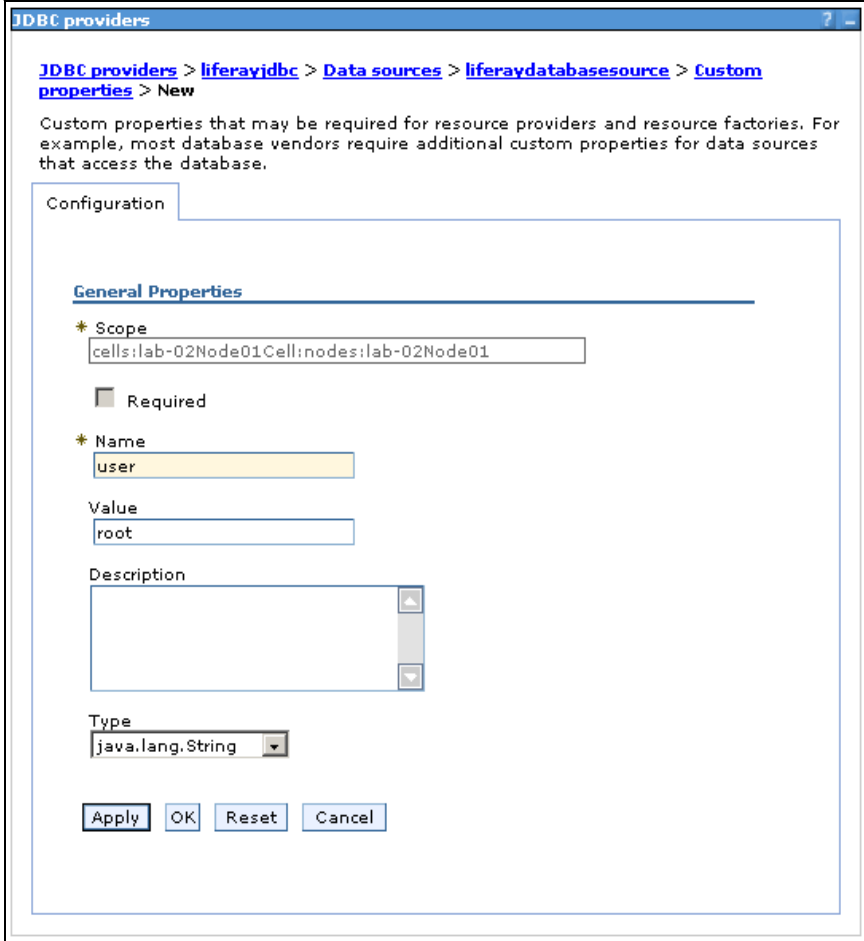 JDBC providers ? –
JDBC providers > liferayjdbc > Data sources > liferaydatabasesource > Custom
properties > New
Custom properties that may be required for resource providers and resource factories. For
example, most database vendors require additional custom properties for data sources
that access the database.
Configuration
General Properties
* Scope
cells:lab-02Node01Cell:nodes:lab-02Node01
Required
* Name
user
Value
root
Description
Type
java.lang.String
Apply OK Reset Cancel